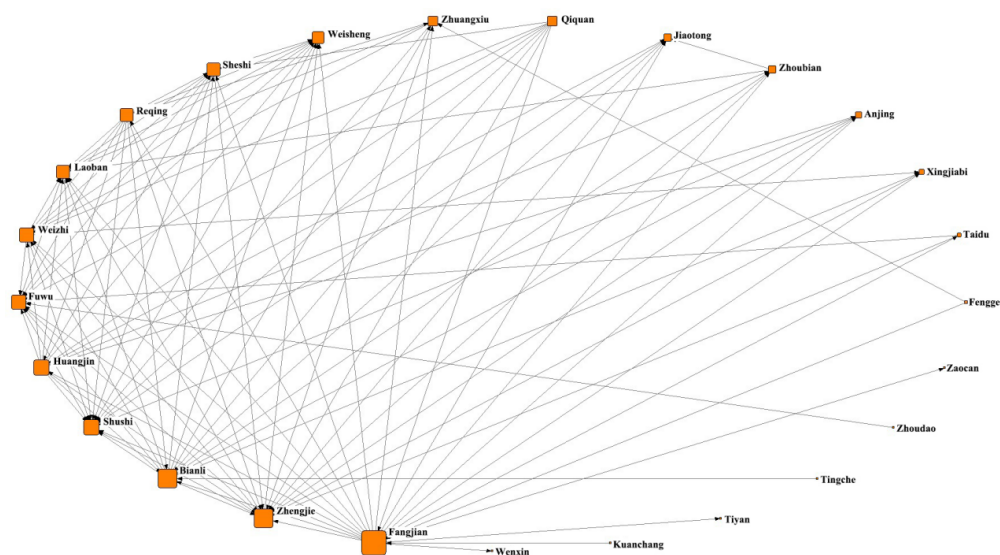 Zhuangxiu
Qiquan
Weisheng
Jiaotong
Sheshi
Zhoubian
Reqing
Anjing
Laoban
Xingjiabi
Weizhi
Taidu
Fuwu
Fengge
Huangjin
Zaocan
Shushi
Zhoudao
Bianli
Tingche
Zhengjie
Tiyan
Fangjian
Kuanchang
Wenxin